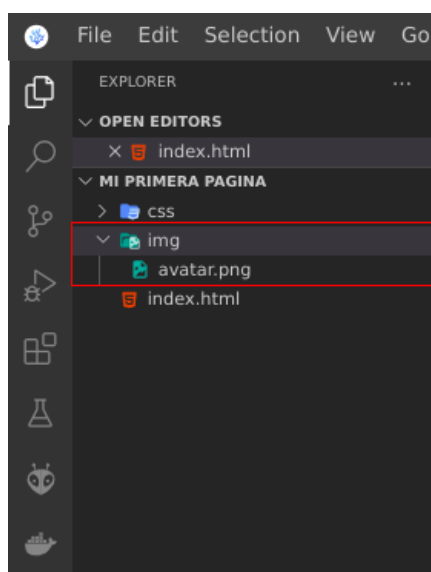 File Edit Selection View Go
EXPLORER ...
OPEN EDITORS
index.html
MI PRIMERA PAGINA
css
img
avatar.png
index.html